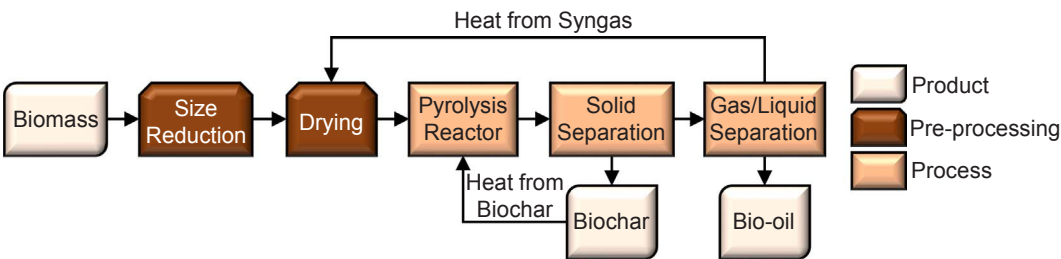 Heat from Syngas
Biomass
Size
Reduction
Drying
Pyrolysis
Reactor
Solid
Separation
Gas/Liquid
Separation
Heat from
Biochar
Biochar
Bio-oil
Product
Pre-processing
Process